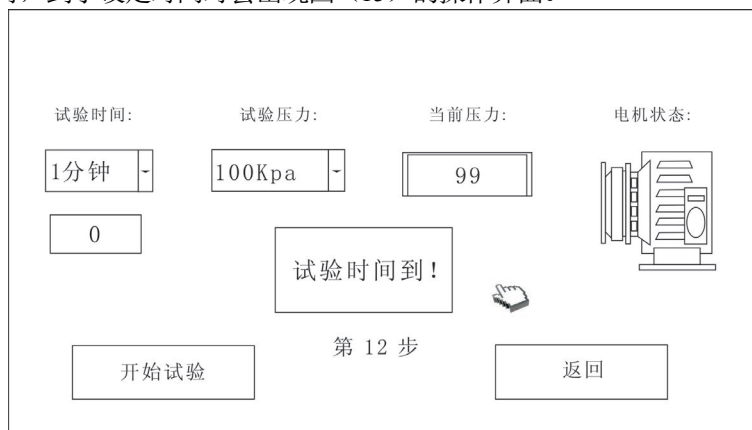 试验时间: 试验压力: 当前压力: 电机状态:
1分钟 100Kpa 99
0
试验时间到!
第 12 步
开始试验 返回